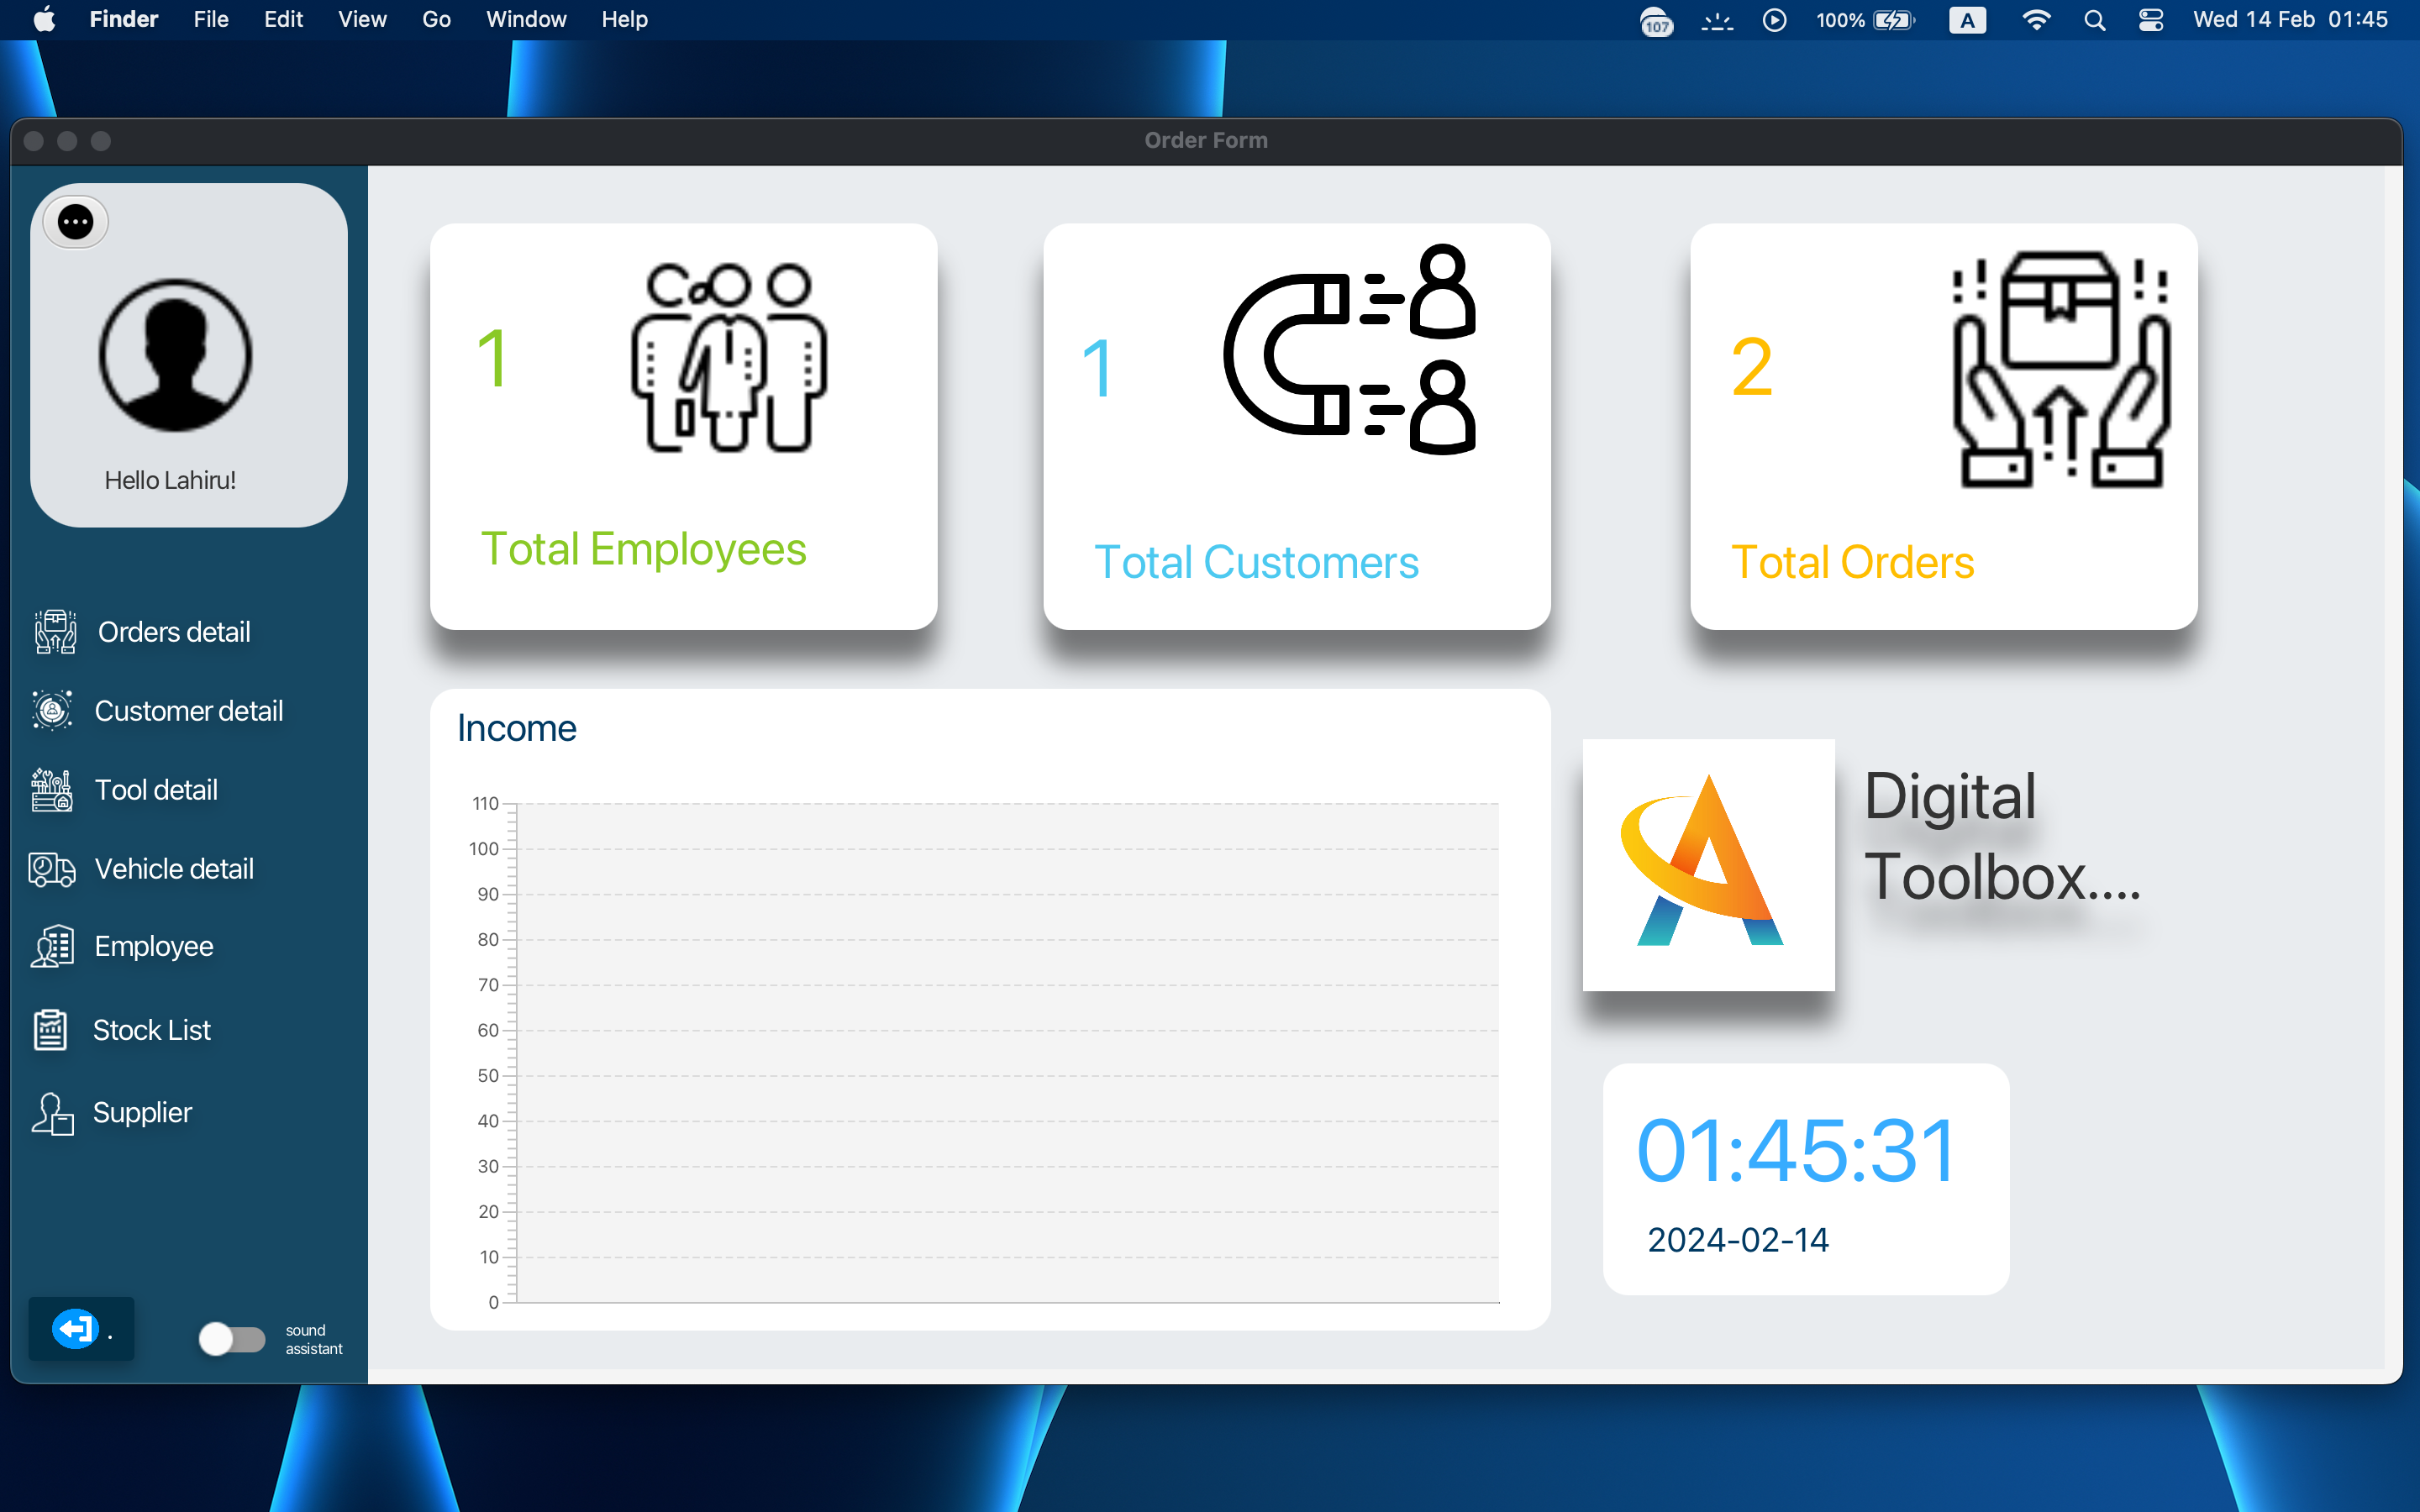 Finder File Edit View Go Window Help
107 100% A Wed 14 Feb 01:45
Order Form
Hello Lahiru!
Orders detail
Customer detail
Tool detail
Vehicle detail
Employee
Stock List
Supplier
.
sound
assistant
1
Total Employees
1
Total Customers
2
Total Orders
Income
110
100
90
80
70
60
50
40
30
20
10
0
Digital
Toolbox....
01:45:31
2024-02-14